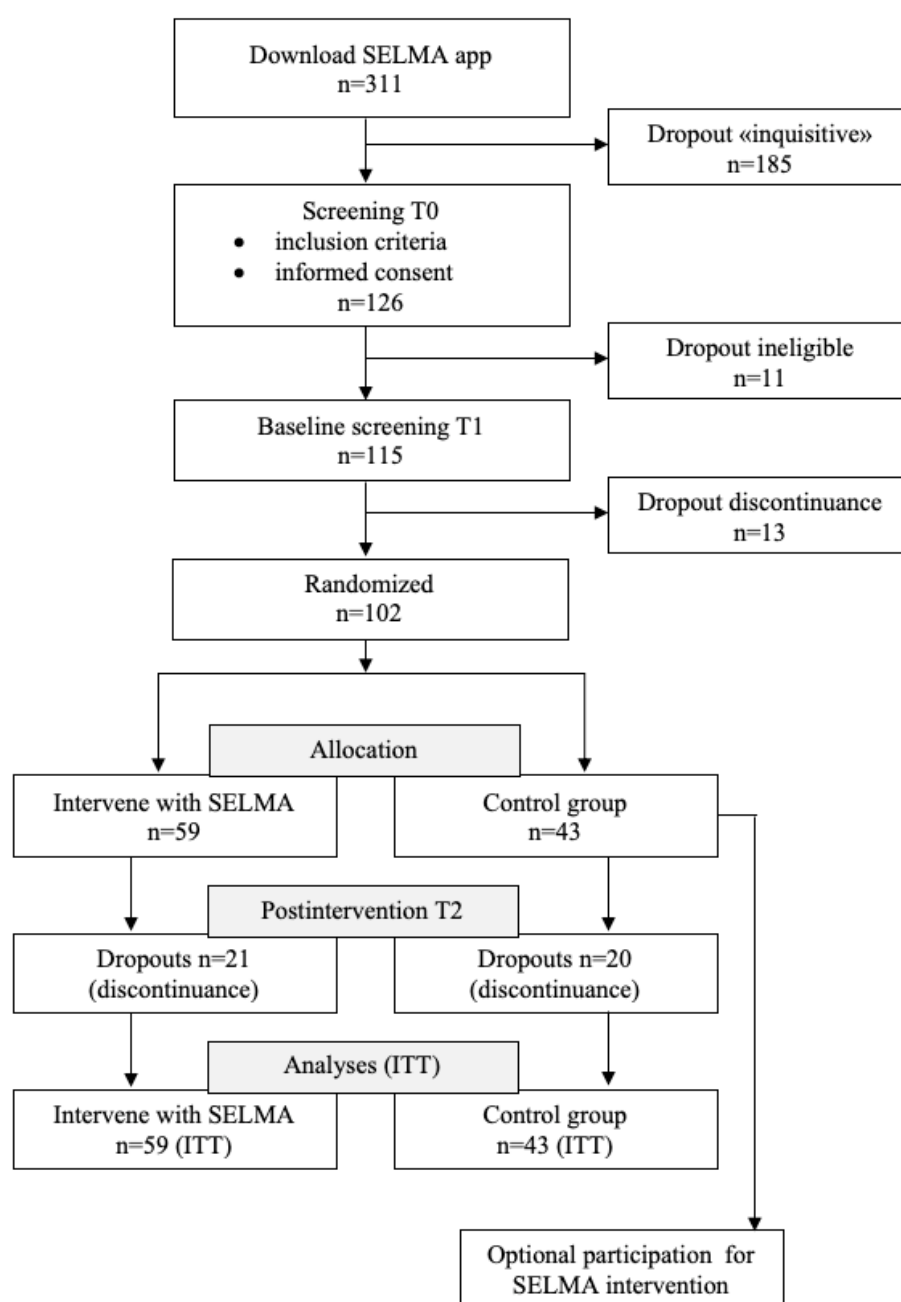 Download SELMA app
n=311
Dropout «inquisitive»
n=185
Screening T0
• inclusion criteria
• informed consent
n=126
Dropout ineligible
n=11
Baseline screening T1
n=115
Dropout discontinuance
n=13
Randomized
n=102
Allocation
Intervene with SELMA
n=59
Control group
n=43
Postintervention T2
Dropouts n=21
(discontinuance)
Dropouts n=20
(discontinuance)
Analyses (ITT)
Intervene with SELMA
n=59 (ITT)
Control group
n=43 (ITT)
Optional participation for
SELMA intervention